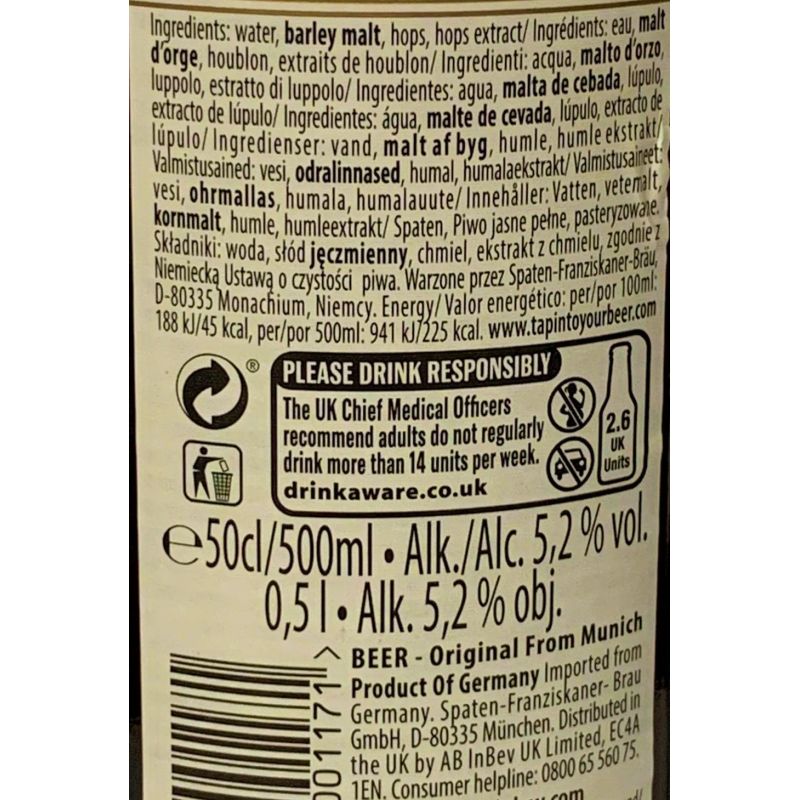 Ingredients: water, barley malt, hops, hops extract/ Ingrédients: eau, malt
d'orge, houblon, extraits de houblon/ Ingredienti: acqua, malto d'orzo,
luppolo, estratto di luppolo/ Ingredientes: agua, malta de cebada, lúpulo,
extracto de lúpulo/ Ingredientes: água, malte de cevada, lúpulo, extracto de
lúpulo/ Ingredienser: vand, malt af byg, humle, humle ekstrakt/
Valmistusained: vesi, odralinnased, humal, humalaekstrakt/ Valmistusaineet:
vesi, ohrmallas, humala, humalauute/ Innehåller: Vatten, vetemalt,
kornmalt, humle, humleextrakt/ Spaten, Piwo jasne pełne, pasteryzowane.
Składniki: woda, słód jęczmienny, chmiel, ekstrakt z chmielu, zgodnie z
Niemiecką Ustawą o czystości piwa. Warzone przez Spaten-Franziskaner-Bräu,
D-80335 Monachium, Niemcy. Energy/ Valor energético: per/por 100ml:
188 kJ/45 kcal, per/por 500ml: 941 kJ/225 kcal. www.tapintoyourbeer.com
®
PLEASE DRINK RESPONSIBLY
The UK Chief Medical Officers
recommend adults do not regularly
drink more than 14 units per week.
drinkaware.co.uk
2.6
UK
Units
℮50cl/500ml • Alk./Alc. 5,2 % vol.
0,5 l • Alk. 5,2 % obj.
001171 >
BEER - Original From Munich
Product Of Germany Imported from
Germany. Spaten-Franziskaner- Brau
GmbH, D-80335 München. Distributed in
the UK by AB InBev UK Limited, EC4A
1EN. Consumer helpline: 0800 65 560 75.